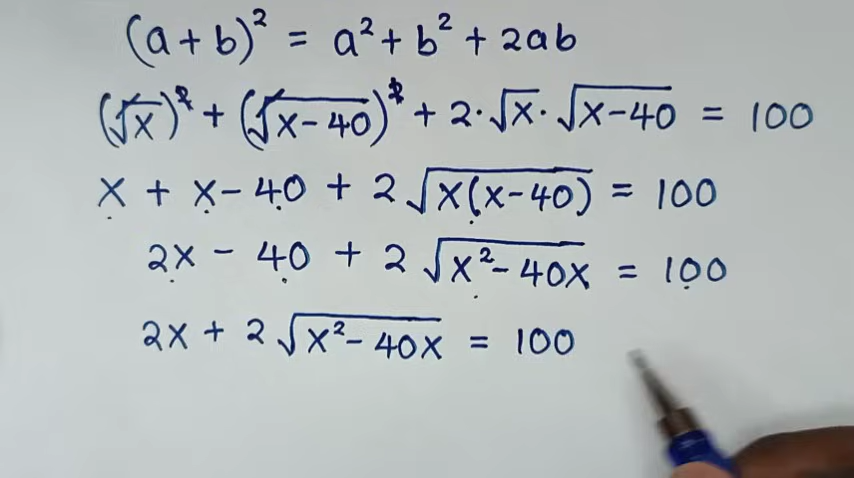 (a + b)² = a² + b² + 2ab
(√x)² + (√x-40)² + 2·√x·√x-40 = 100
x + x - 40 + 2√x(x-40) = 100
2x - 40 + 2√x²-40x = 100
2x + 2√x²-40x = 100